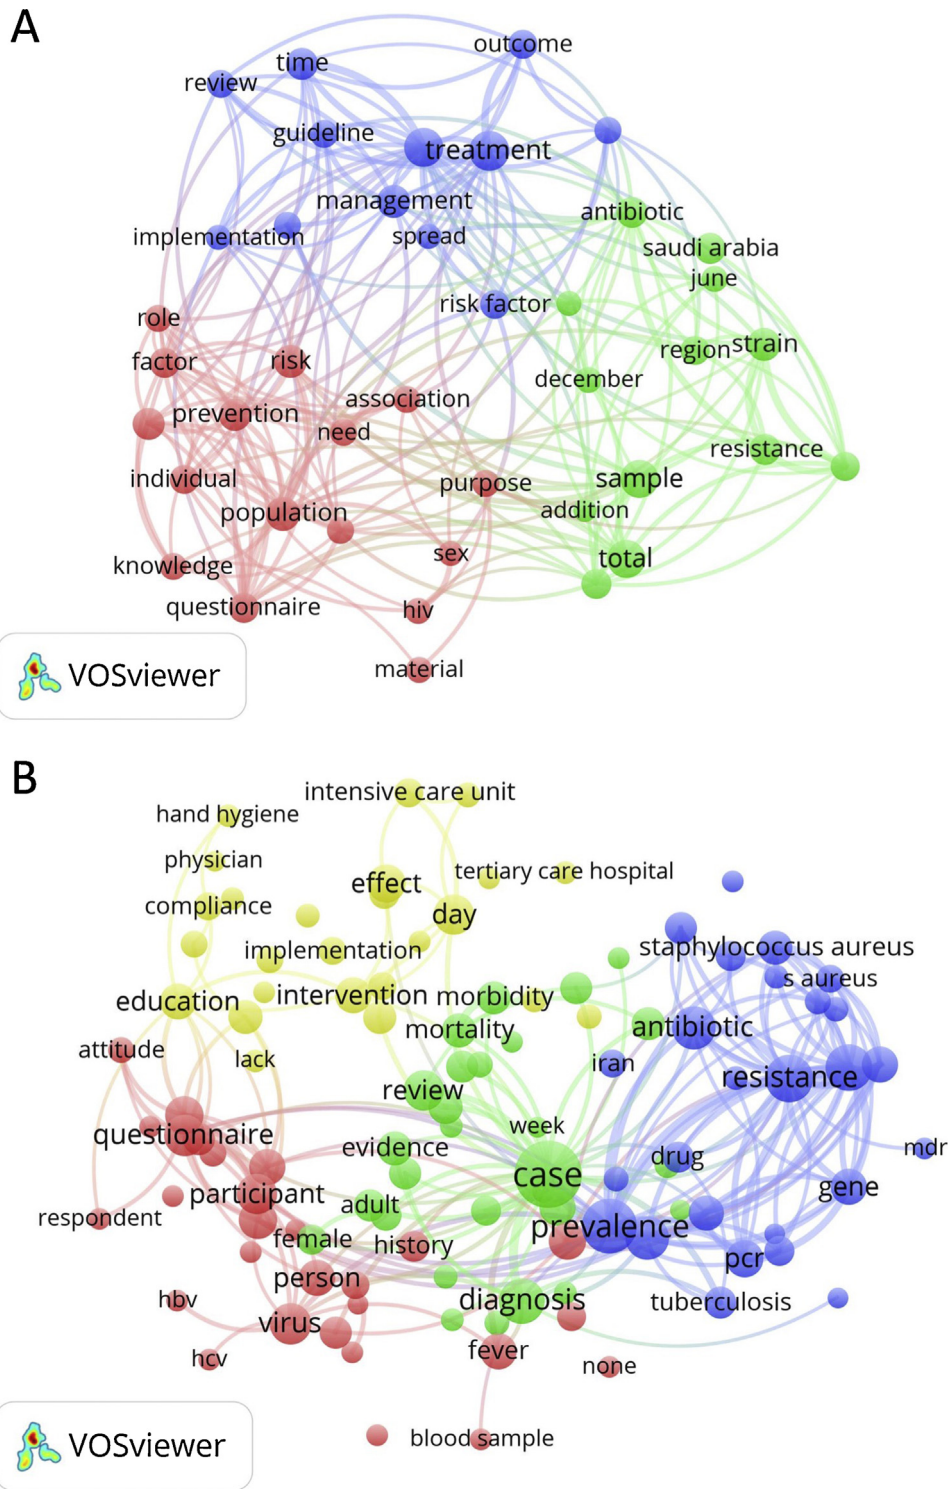 A
outcome
time
review
guideline
treatment
management
antibiotic
implementation
spread
saudi arabia
june
risk factor
role
strain
region
factor
risk
december
association
prevention
need
resistance
individual
purpose
sample
population
addition
sex
total
knowledge
questionnaire
hiv
material
VOSviewer
B
intensive care unit
hand hygiene
physician
tertiary care hospital
effect
compliance
day
implementation
staphylococcus aureus
s aureus
education
intervention
morbidity
mortality
antibiotic
attitude
lack
iran
resistance
review
week
questionnaire
evidence
drug
mdr
case
gene
participant
adult
respondent
prevalence
female
history
pcr
person
hbv
diagnosis
tuberculosis
virus
fever
hcv
none
blood sample
VOSviewer